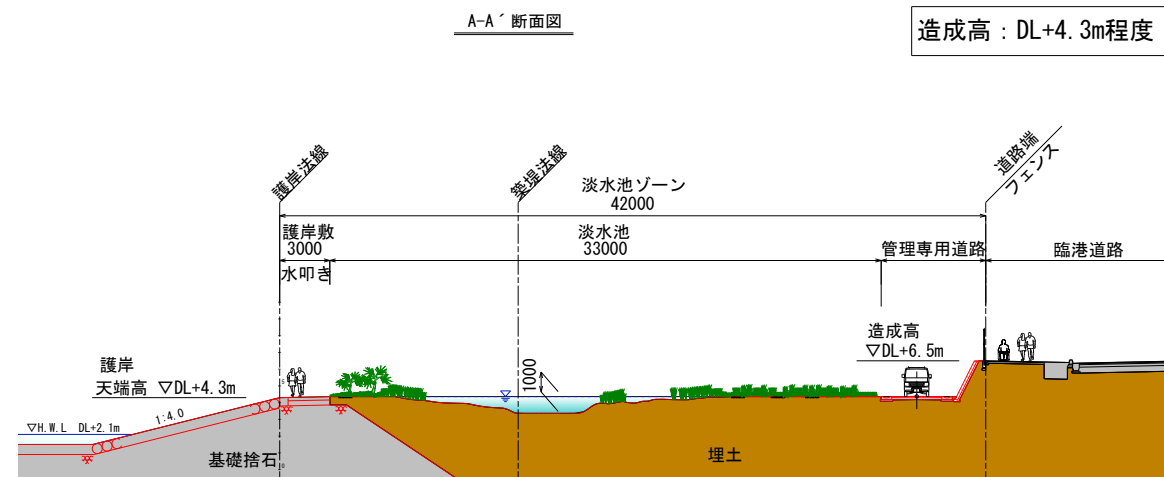 A-A´断面図
造成高：DL+4.3m程度
護岸法線
築堤法線
道路端
フェンス
淡水池ゾーン
42000
護岸敷
3000
淡水池
33000
管理専用道路
臨港道路
水叩き
造成高
▽DL+6.5m
1000
護岸
天端高 ▽DL+4.3m
1:4.0
▽H.W.L DL+2.1m
基礎捨石
埋土